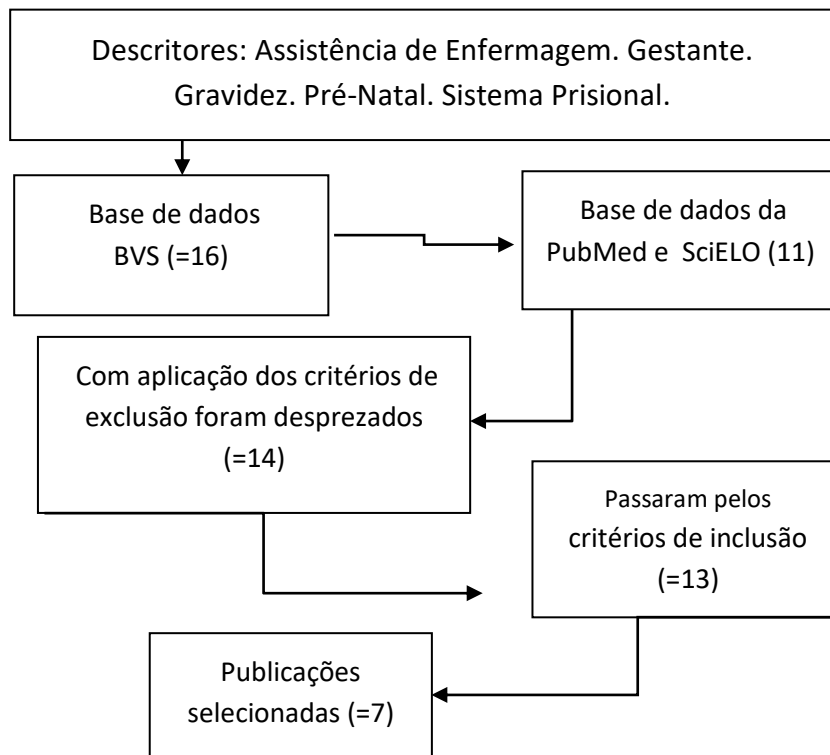 Descritores: Assistência de Enfermagem. Gestante.
Gravidez. Pré-Natal. Sistema Prisional.
Base de dados
BVS (=16)
Base de dados da
PubMed e SciELO (11)
Com aplicação dos critérios de
exclusão foram desprezados
(=14)
Passaram pelos
critérios de inclusão
(=13)
Publicações
selecionadas (=7)